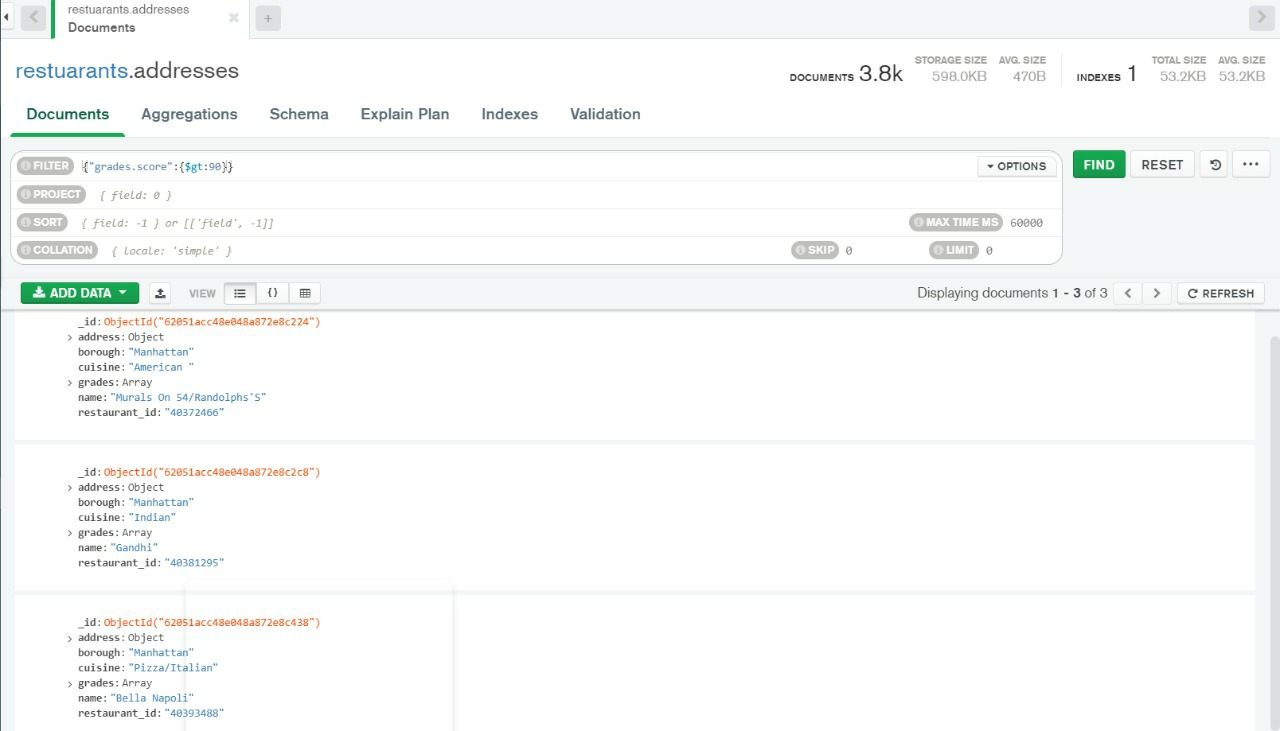 restuarants.addresses
Documents
restuarants.addresses
DOCUMENTS 3.8k STORAGE SIZE 598.0KB AVG. SIZE 470B INDEXES 1 TOTAL SIZE 53.2KB AVG. SIZE 53.2KB
Documents Aggregations Schema Explain Plan Indexes Validation
FILTER {"grades.score":{$gt:90}} OPTIONS FIND RESET
PROJECT { field: 0 }
SORT { field: -1 } or [['field', -1]] MAX TIME MS 60000
COLLATION { locale: 'simple' } SKIP 0 LIMIT 0
ADD DATA VIEW {} Displaying documents 1 - 3 of 3 REFRESH
_id: ObjectId("62051acc48e048a872e8c224")
address: Object
borough: "Manhattan"
cuisine: "American "
grades: Array
name: "Murals On 54/Randolphs'S"
restaurant_id: "40372466"
_id: ObjectId("62051acc48e048a872e8c2c8")
address: Object
borough: "Manhattan"
cuisine: "Indian"
grades: Array
name: "Gandhi"
restaurant_id: "40381295"
_id: ObjectId("62051acc48e048a872e8c438")
address: Object
borough: "Manhattan"
cuisine: "Pizza/Italian"
grades: Array
name: "Bella Napoli"
restaurant_id: "40393488"